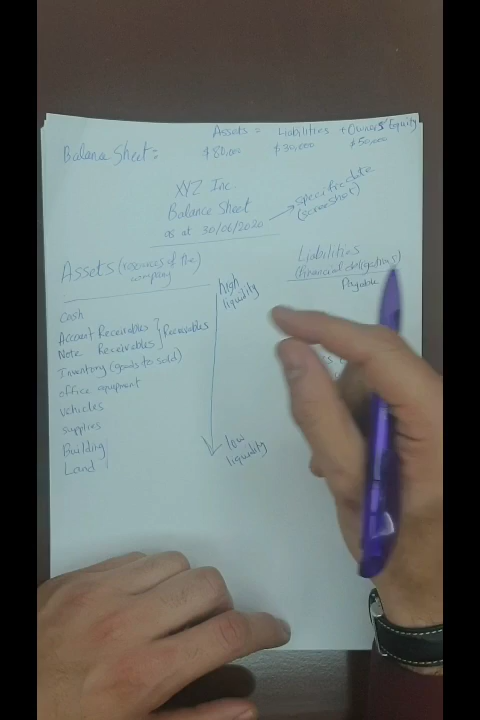 Assets = Liabilities + Owners' Equity
Balance Sheet: $80,000 $30,000 $50,000
XYZ Inc.
Balance Sheet
as at 30/06/2020
specific date
(screenshot)
Assets (resources of the
company)
Cash
Account Receivables
Note Receivables
Receivables
Inventory (goods to sold)
office equipment
vehicles
supplies
Building
Land
high
liquidity
low
liquidity
Liabilities
(financial obligations)
Payable